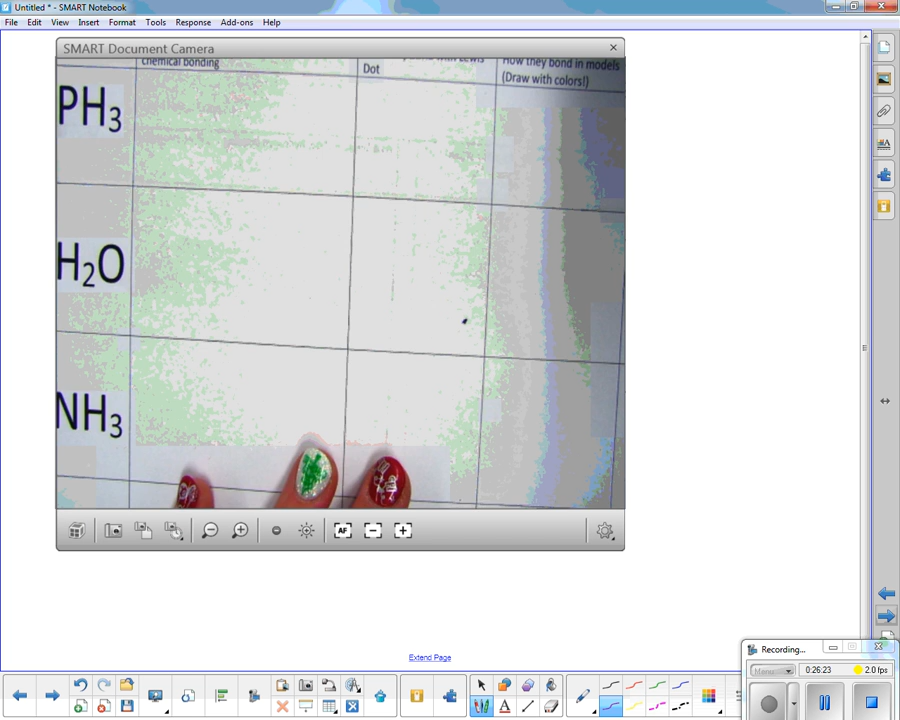 Untitled * - SMART Notebook
File Edit View Insert Format Tools Response Add-ons Help
SMART Document Camera
chemical bonding
Dot
How they bond in models
(Draw with colors!)
PH3
H2O
NH3
AF
Extend Page
Recording...
Menu
0:26:23
2.0 fps